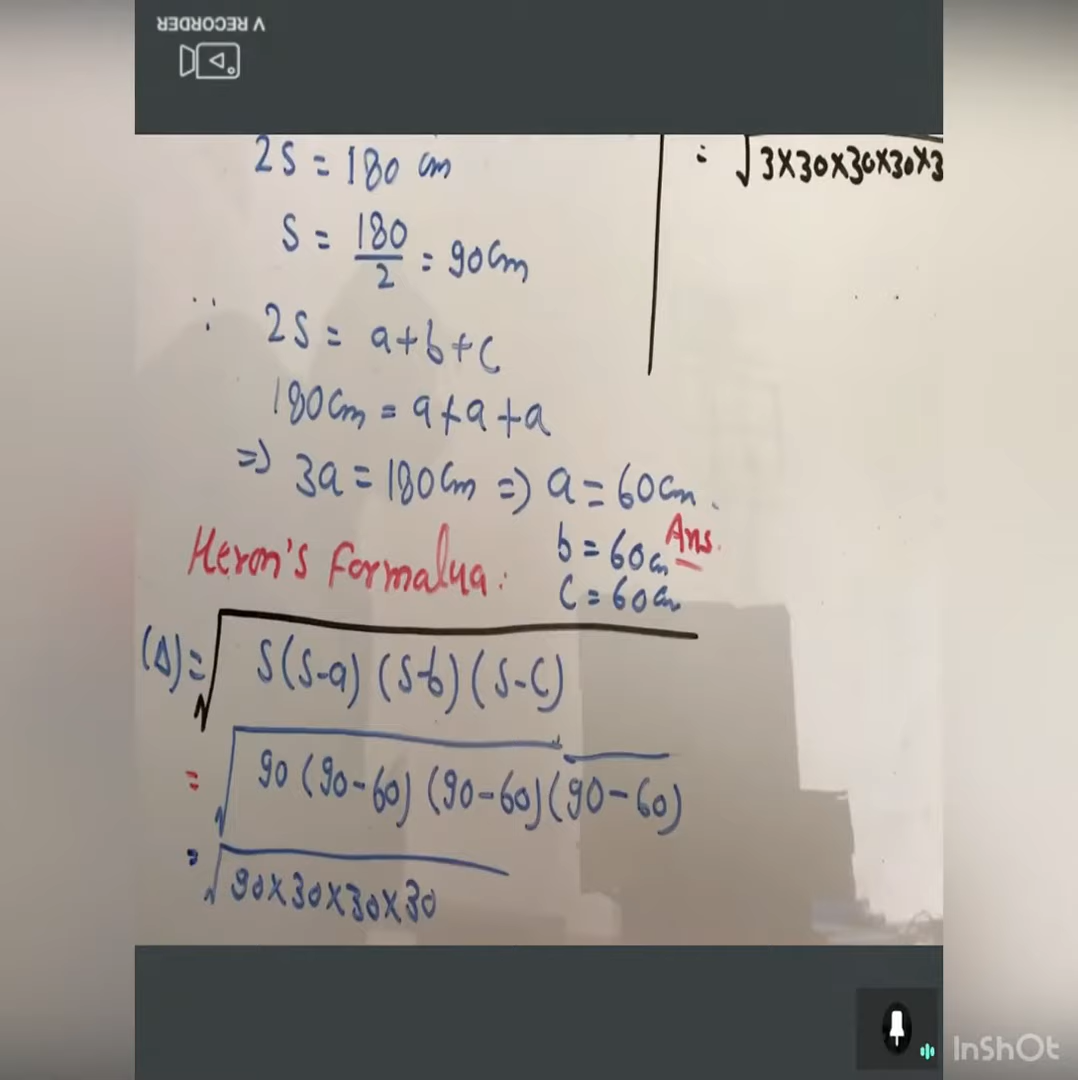 V RECORDER
2S = 180 cm
S = 180/2 = 90cm
∵ 2S = a+b+c
180cm = a+a+a
=> 3a = 180cm => a = 60cm.
Ans.
b = 60cm
c = 60cm
Heron's Formalua:
(Δ) = √S(S-a) (S-b) (S-C)
= √90 (90-60) (90-60) (90-60)
= √90×30×30×30
= √3×30×30×30×3
InShOt